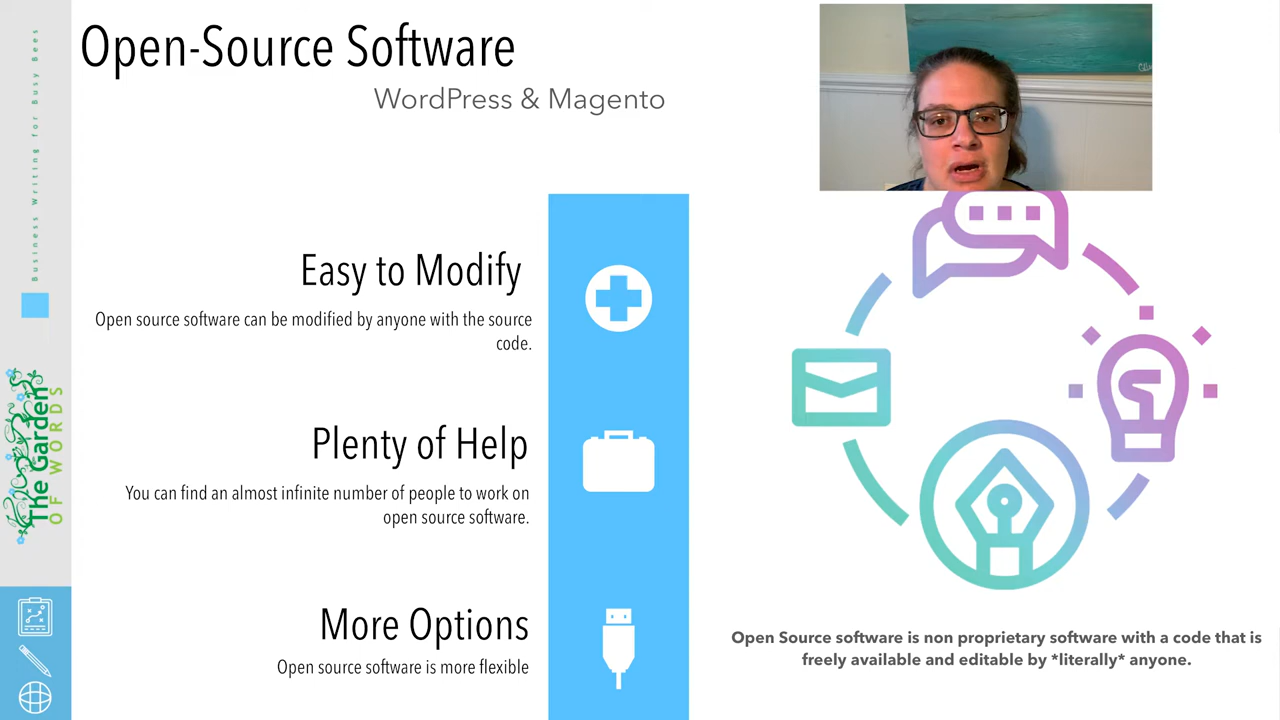 Open-Source Software
WordPress & Magento
Easy to Modify
Open source software can be modified by anyone with the source
code.
Plenty of Help
You can find an almost infinite number of people to work on
open source software.
More Options
Open source software is more flexible
Open Source software is non proprietary software with a code that is
freely available and editable by *literally* anyone.
Business Writing for Busy Bees
The Garden
OF WORDS